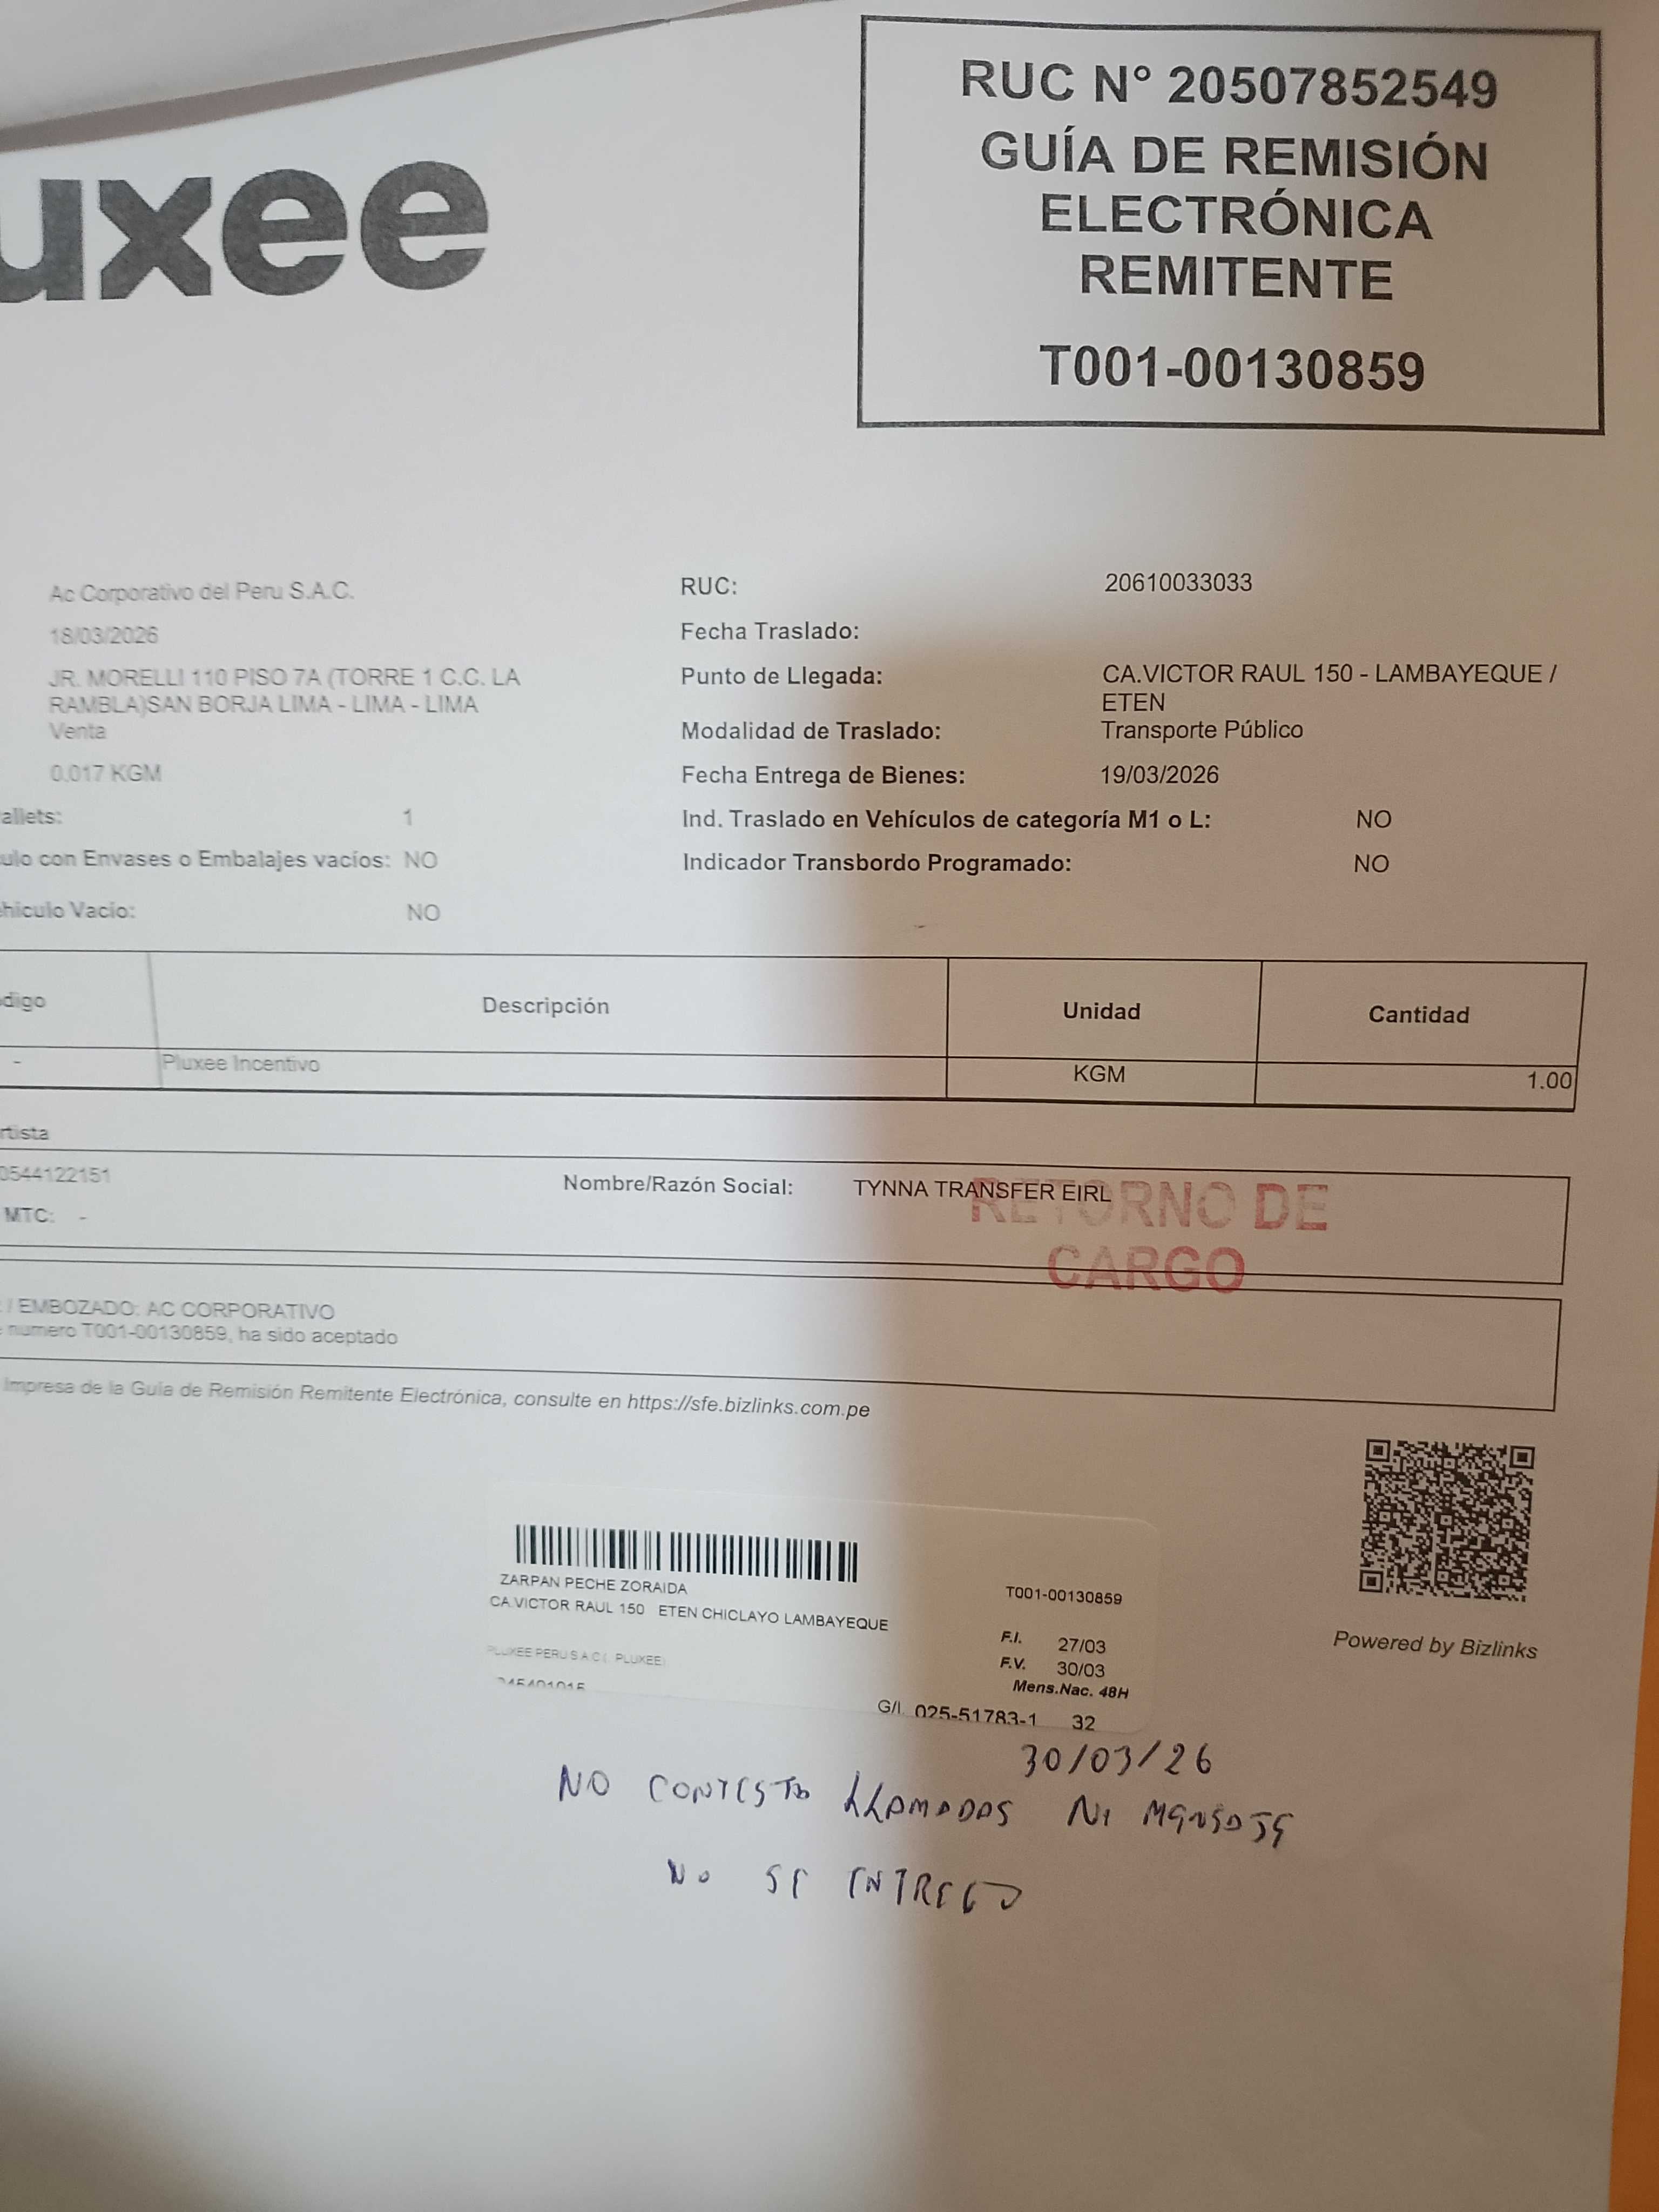 uxee
RUC N° 20507852549
GUÍA DE REMISIÓN
ELECTRÓNICA
REMITENTE
T001-00130859
Ac Corporativo del Peru S.A.C.
18/03/2026
JR. MORELLI 110 PISO 7A (TORRE 1 C.C. LA
RAMBLA)SAN BORJA LIMA - LIMA - LIMA
Venta
0.017 KGM
allets: 1
ulo con Envases o Embalajes vacíos: NO
hículo Vacío: NO
RUC: 20610033033
Fecha Traslado:
Punto de Llegada: CA.VICTOR RAUL 150 - LAMBAYEQUE /
ETEN
Modalidad de Traslado: Transporte Público
Fecha Entrega de Bienes: 19/03/2026
Ind. Traslado en Vehículos de categoría M1 o L: NO
Indicador Transbordo Programado: NO
digo Descripción Unidad Cantidad
- Pluxee Incentivo KGM 1.00
rtista
0544122151 Nombre/Razón Social: TYNNA TRANSFER EIRL
MTC: -
RETORNO DE
CARGO
/ EMBOZADO: AC CORPORATIVO
numero T001-00130859, ha sido aceptado
Impresa de la Guía de Remisión Remitente Electrónica, consulte en https://sfe.bizlinks.com.pe
ZARPAN PECHE ZORAIDA
CA.VICTOR RAUL 150 ETEN CHICLAYO LAMBAYEQUE
PLUXEE PERU S A C ( PLUXEE)
T001-00130859
F.I. 27/03
F.V. 30/03
Mens.Nac. 48H
G/I. 025-51783-1 32
Powered by Bizlinks
30/03/26
NO CONTESTA LLAMADAS NI MENSAJE
NO SE ENTREGO